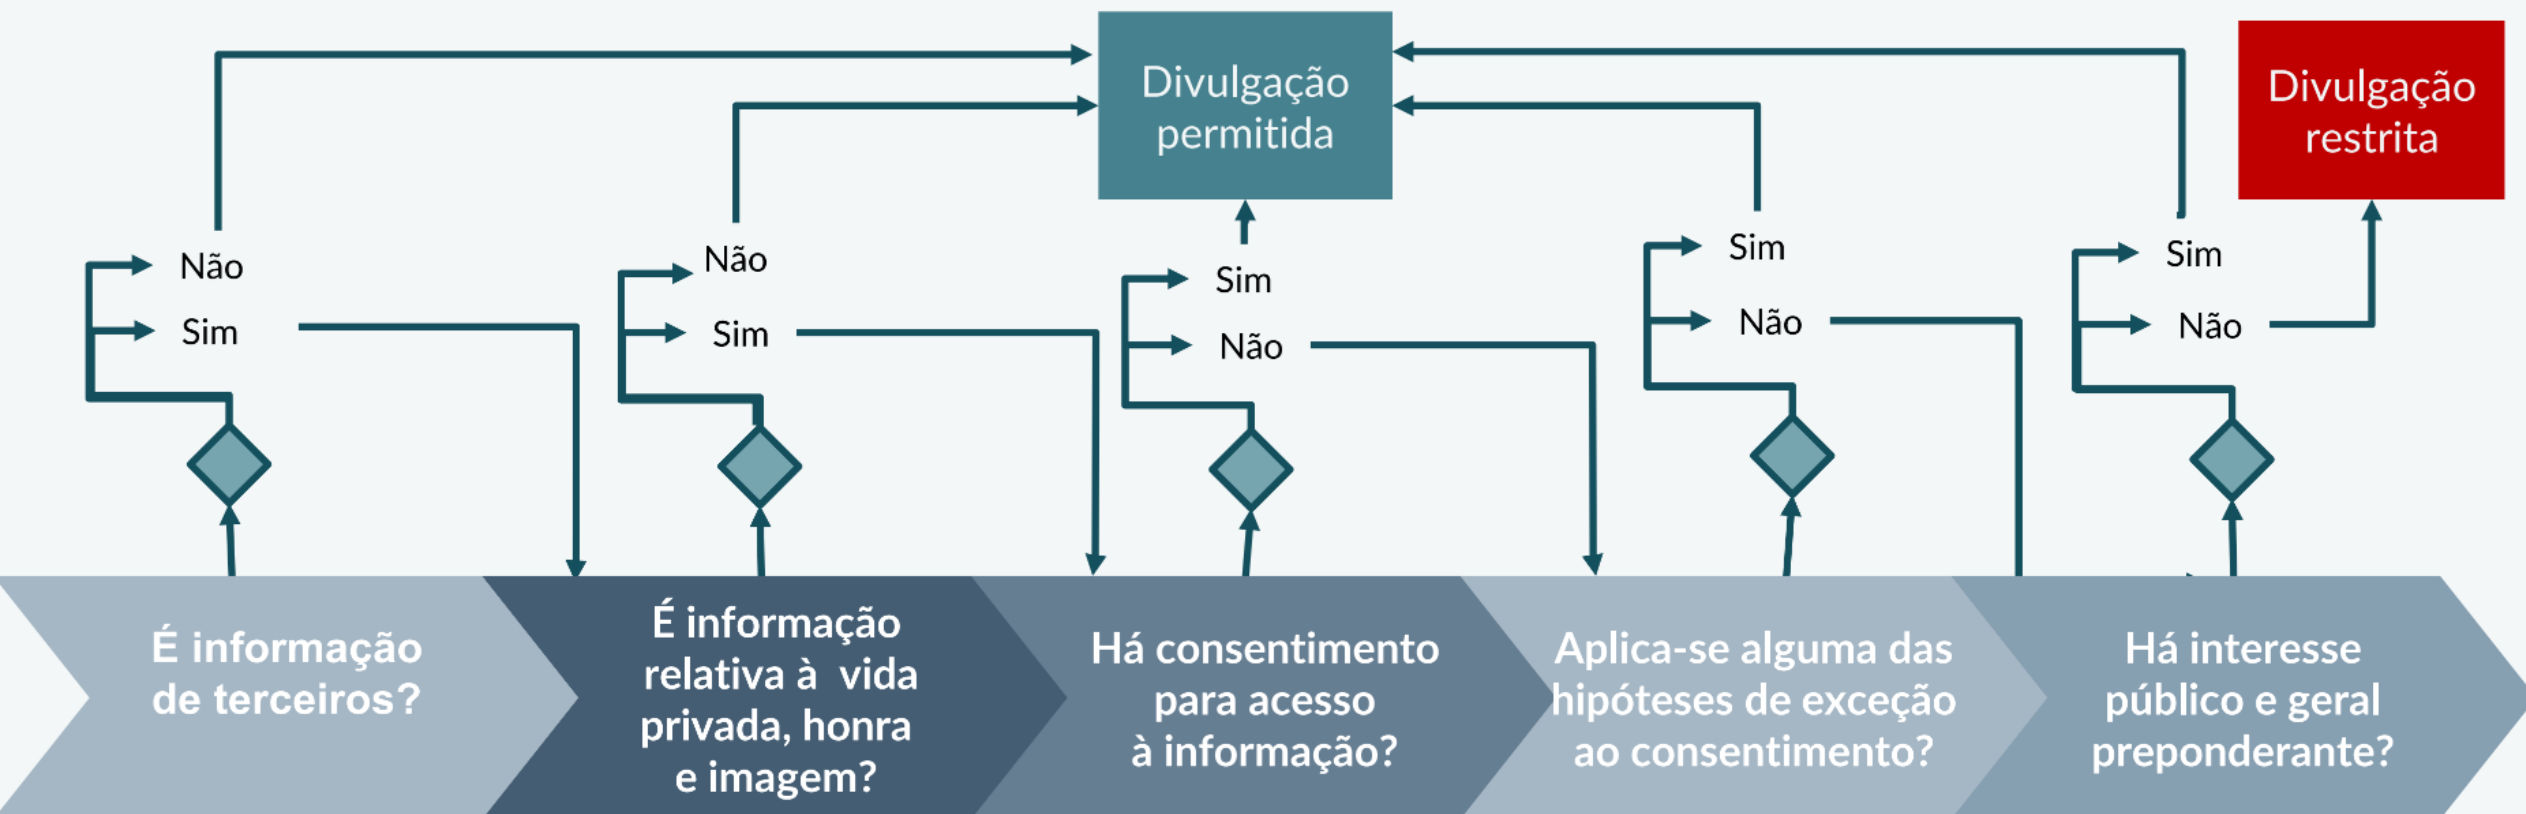 Divulgação
permitida
Divulgação
restrita
Não
Sim
Não
Sim
Sim
Não
Sim
Não
Sim
Não
É informação
de terceiros?
É informação
relativa à vida
privada, honra
e imagem?
Há consentimento
para acesso
à informação?
Aplica-se alguma das
hipóteses de exceção
ao consentimento?
Há interesse
público e geral
preponderante?